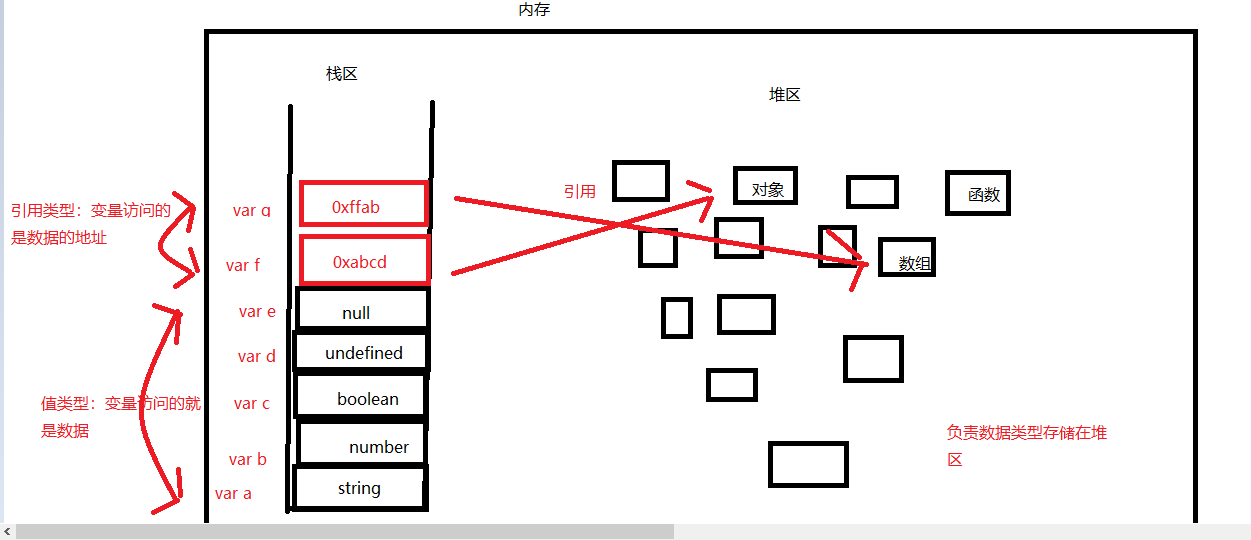 内存
栈区
堆区
引用类型：变量访问的
是数据的地址
var g
0xffab
引用
对象
函数
var f
0xabcd
数组
var e
null
var d
undefined
值类型：变量访问的就
是数据
var c
boolean
var b
number
var a
string
负责数据类型存储在堆
区